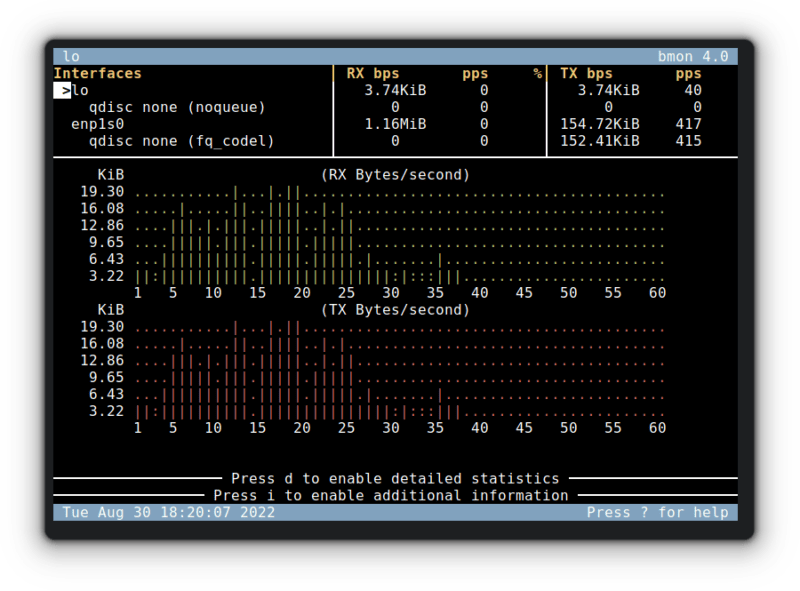 lo bmon 4.0
Interfaces RX bps pps % TX bps pps
>lo 3.74KiB 0 3.74KiB 40
qdisc none (noqueue) 0 0 0 0
enp1s0 1.16MiB 0 154.72KiB 417
qdisc none (fq_codel) 0 0 152.41KiB 415
KiB (RX Bytes/second)
19.30
16.08
12.86
9.65
6.43
3.22
1 5 10 15 20 25 30 35 40 45 50 55 60
KiB (TX Bytes/second)
19.30
16.08
12.86
9.65
6.43
3.22
1 5 10 15 20 25 30 35 40 45 50 55 60
Press d to enable detailed statistics
Press i to enable additional information
Tue Aug 30 18:20:07 2022 Press ? for help